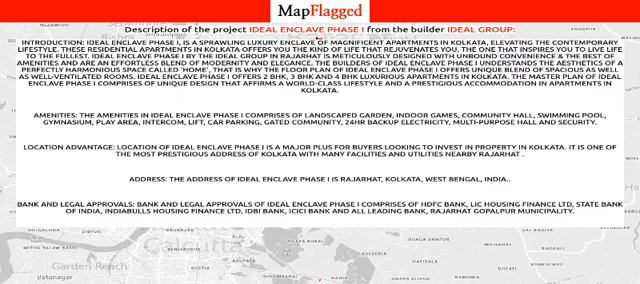 MapFlagged
Description of the project IDEAL ENCLAVE PHASE I from the builder IDEAL GROUP:
INTRODUCTION: IDEAL ENCLAVE PHASE I, IS A SPRAWLING LUXURY ENCLAVE OF MAGNIFICENT APARTMENTS IN KOLKATA, ELEVATING THE CONTEMPORARY
LIFESTYLE. THESE RESIDENTIAL APARTMENTS IN KOLKATA OFFERS YOU THE KIND OF LIFE THAT REJUVENATES YOU, THE ONE THAT INSPIRES YOU TO LIVE LIFE
TO THE FULLEST. IDEAL ENCLAVE PHASE I BY THE IDEAL GROUP IN RAJARHAT IS METICULOUSLY DESIGNED WITH UNBOUND CONVENIENCE & THE BEST OF
AMENITIES AND ARE AN EFFORTLESS BLEND OF MODERNITY AND ELEGANCE. THE BUILDERS OF IDEAL ENCLAVE PHASE I UNDERSTANDS THE AESTHETICS OF A
PERFECTLY HARMONIOUS SPACE CALLED 'HOME', THAT IS WHY THE FLOOR PLAN OF IDEAL ENCLAVE PHASE I OFFERS UNIQUE BLEND OF SPACIOUS AS WELL
AS WELL-VENTILATED ROOMS. IDEAL ENCLAVE PHASE I OFFERS 2 BHK, 3 BHK AND 4 BHK LUXURIOUS APARTMENTS IN KOLKATA. THE MASTER PLAN OF IDEAL
ENCLAVE PHASE I COMPRISES OF UNIQUE DESIGN THAT AFFIRMS A WORLD-CLASS LIFESTYLE AND A PRESTIGIOUS ACCOMMODATION IN APARTMENTS IN
KOLKATA.
AMENITIES: THE AMENITIES IN IDEAL ENCLAVE PHASE I COMPRISES OF LANDSCAPED GARDEN, INDOOR GAMES, COMMUNITY HALL, SWIMMING POOL,
GYMNASIUM, PLAY AREA, INTERCOM, LIFT, CAR PARKING, GATED COMMUNITY, 24HR BACKUP ELECTRICITY, MULTI-PURPOSE HALL AND SECURITY.
LOCATION ADVANTAGE: LOCATION OF IDEAL ENCLAVE PHASE I IS A MAJOR PLUS FOR BUYERS LOOKING TO INVEST IN PROPERTY IN KOLKATA. IT IS ONE OF
THE MOST PRESTIGIOUS ADDRESS OF KOLKATA WITH MANY FACILITIES AND UTILITIES NEARBY RAJARHAT .
ADDRESS: THE ADDRESS OF IDEAL ENCLAVE PHASE I IS RAJARHAT, KOLKATA, WEST BENGAL, INDIA..
BANK AND LEGAL APPROVALS: BANK AND LEGAL APPROVALS OF IDEAL ENCLAVE PHASE I COMPRISES OF HDFC BANK, LIC HOUSING FINANCE LTD, STATE BANK
OF INDIA, INDIABULLS HOUSING FINANCE LTD, IDBI BANK, ICICI BANK AND ALL LEADING BANK, RAJARHAT GOPALPUR MUNICIPALITY.
Garden Reach